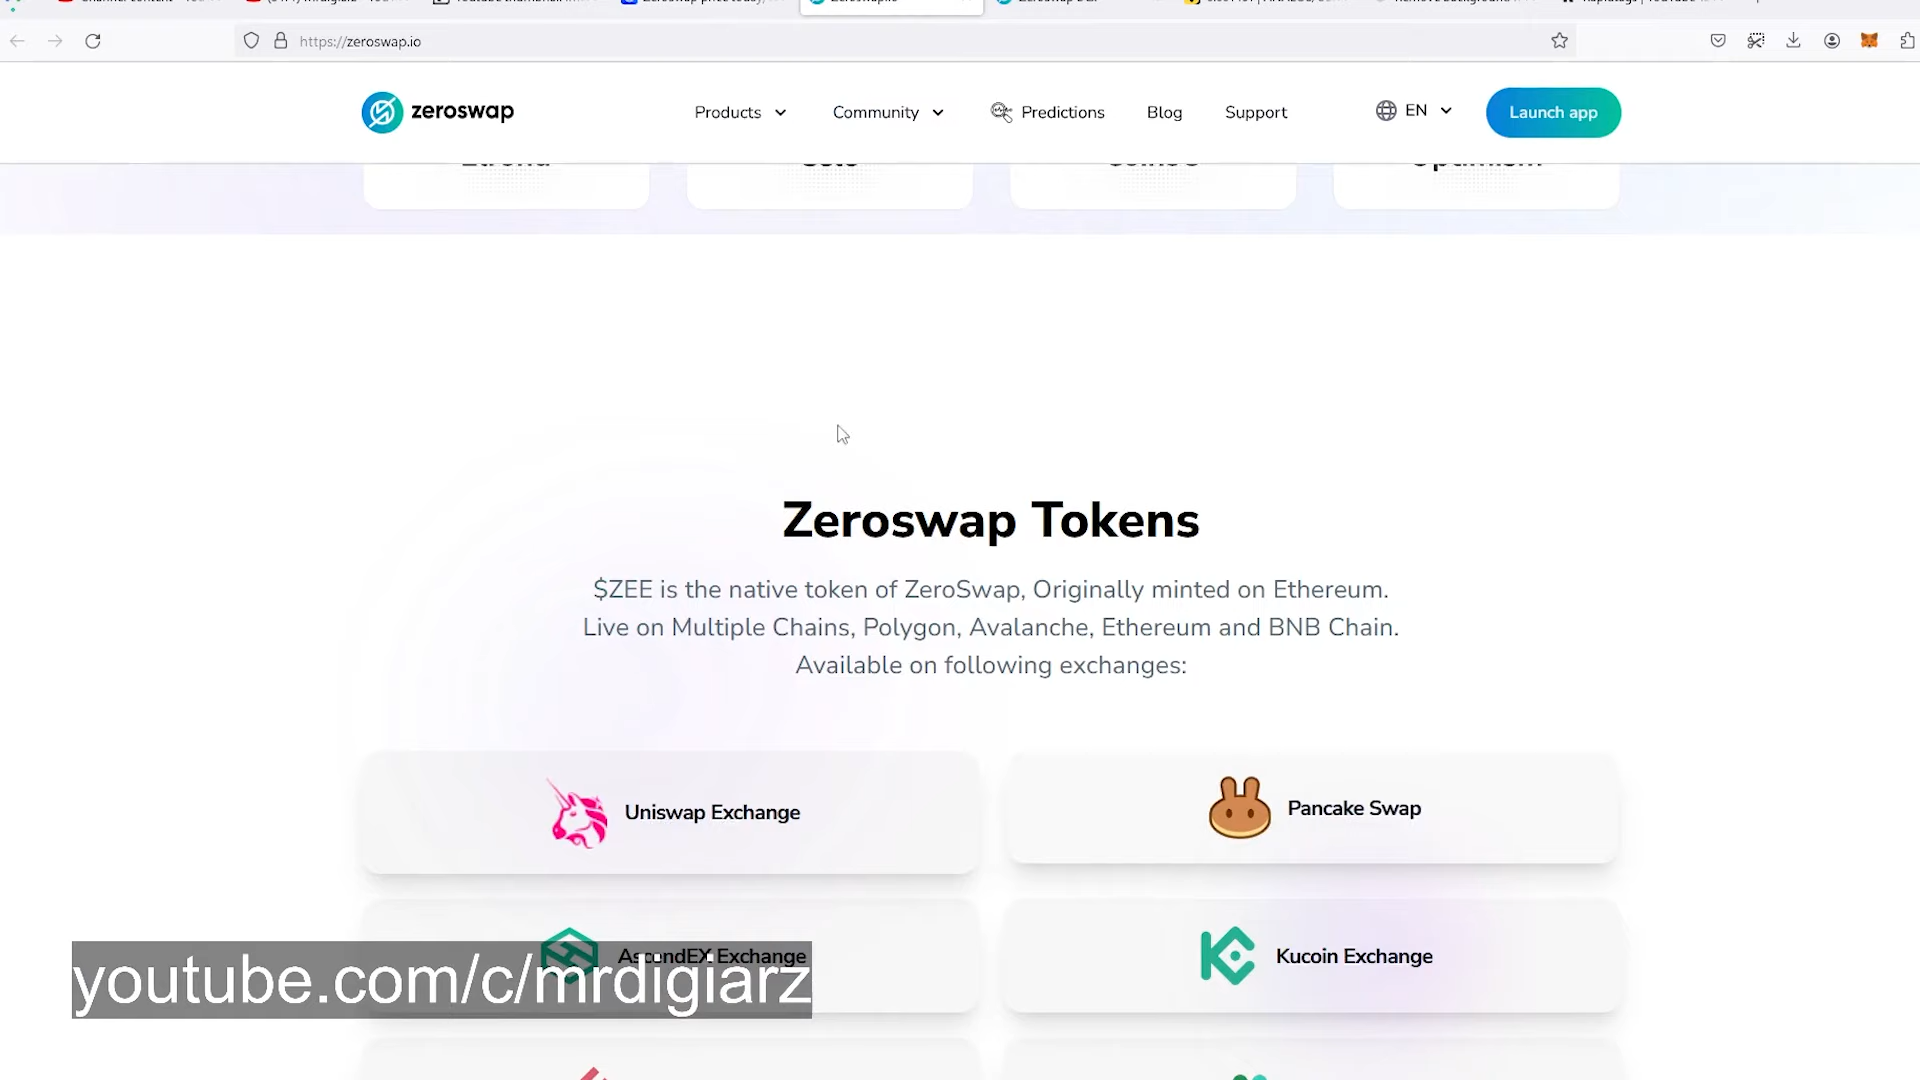 https://zeroswap.io
zeroswap
Products
Community
Predictions
Blog
Support
EN
Launch app
Optimism
Zeroswap Tokens
$ZEE is the native token of ZeroSwap, Originally minted on Ethereum.
Live on Multiple Chains, Polygon, Avalanche, Ethereum and BNB Chain.
Available on following exchanges:
Uniswap Exchange
Pancake Swap
AscendEX Exchange
Kucoin Exchange
youtube.com/c/mrdigiarz